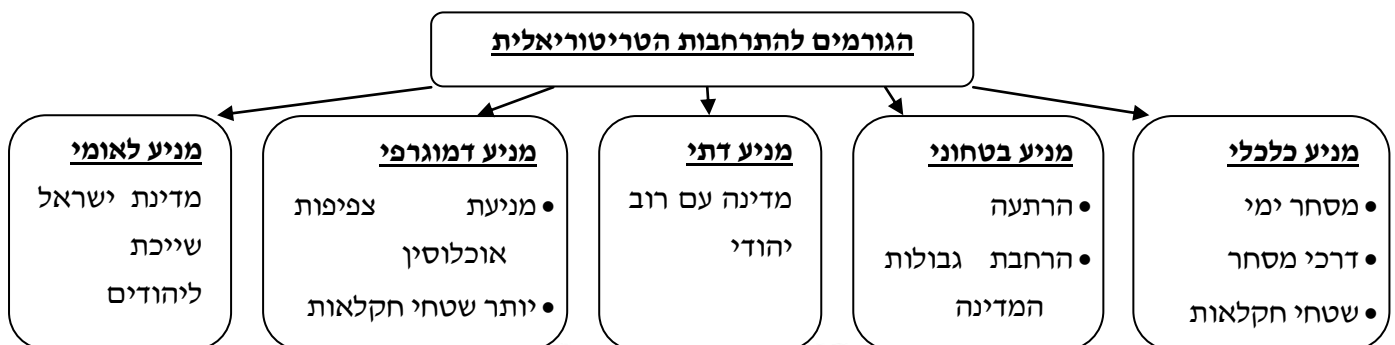 הגורמים להתרחבות הטריטוריאלית
מניע כלכלי
• מסחר ימי
• דרכי מסחר
• שטחי חקלאות
מניע בטחוני
• הרתעה
• הרחבת גבולות
המדינה
מניע דתי
מדינה עם רוב
יהודי
מניע דמוגרפי
• מניעת צפיפות
אוכלוסין
• יותר שטחי חקלאות
מניע לאומי
מדינת ישראל
שייכת
ליהודים